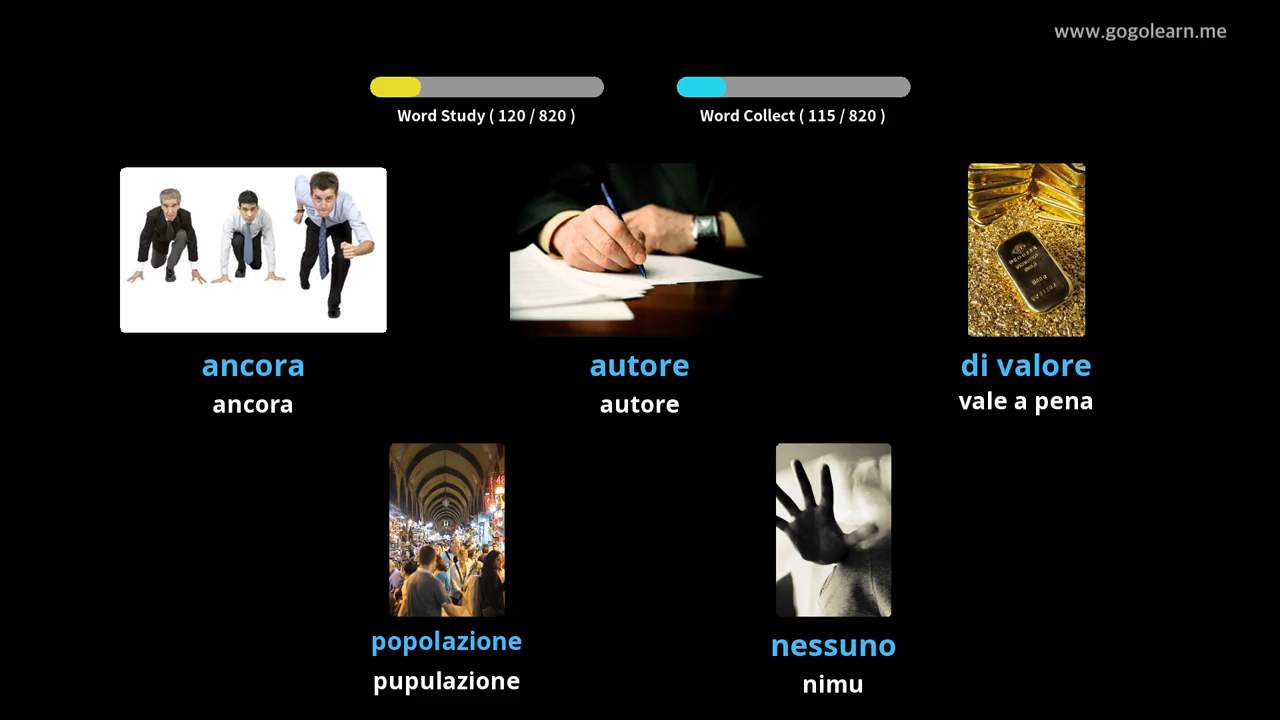 www.gogolearn.me
Word Study ( 120 / 820 )
Word Collect ( 115 / 820 )
ancora
ancora
autore
autore
di valore
vale a pena
popolazione
pupulazione
nessuno
nimu